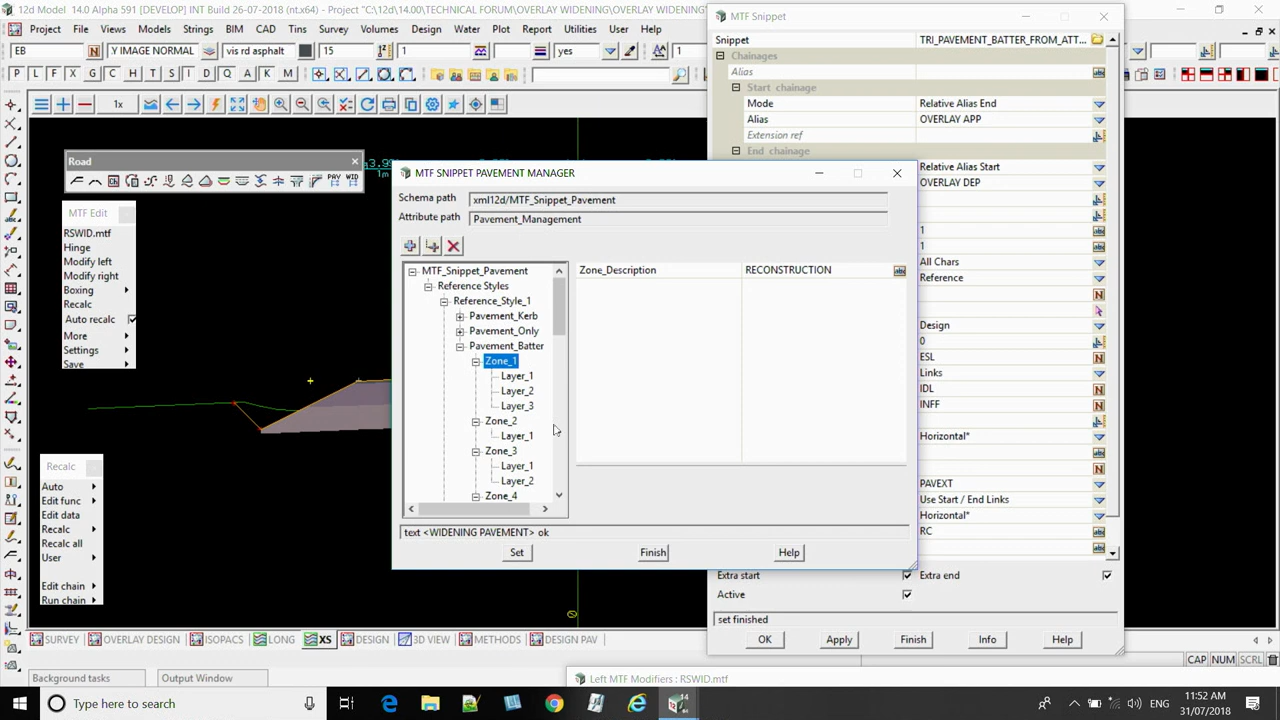 12d Model 14.0 Alpha 591 [DEVELOP] INT Build 26-07-2018 (nt.x64) - Project "C:\12d\14.00\TECHNICAL FORUM\OVERLAY WIDENING\OVERLAY WIDENING
Project Edit View Models Strings CAD Tins Survey Volumes Design Water Plot Report Utilities User Help
EB N Y IMAGE NORMAL vis rd asphalt 15 1 yes 1
P L F X G C H T S I D Q A K M
1x
Road
PAV WID
a3.9
1m
MTF Edit
RSWID.mtf
Hinge
Modify left
Modify right
Boxing
Recalc
Auto recalc
More
Settings
Save
Recalc
Auto
Edit func
Edit data
Recalc
Recalc all
User
Edit chain
Run chain
MTF SNIPPET PAVEMENT MANAGER
Schema path xml12d/MTF_Snippet_Pavement
Attribute path Pavement_Management
MTF_Snippet_Pavement
Reference Styles
Reference_Style_1
Pavement_Kerb
Pavement_Only
Pavement_Batter
Zone_1
Layer_1
Layer_2
Layer_3
Zone_2
Layer_1
Zone_3
Layer_1
Layer_2
Zone_4
Zone_Description RECONSTRUCTION
text <WIDENING PAVEMENT> ok
Set Finish Help
MTF Snippet
Snippet TRI_PAVEMENT_BATTER_FROM_ATT...
Chainages
Alias
Start chainage
Mode Relative Alias End
Alias OVERLAY APP
Extension ref
End chainage
Relative Alias Start
OVERLAY DEP
1
1
All Chars
Reference
Design
0
ESL
Links
IDL
INFF
Horizontal*
PAVEXT
Use Start / End Links
Horizontal*
RC
Extra start Extra end
Active
set finished
OK Apply Finish Info Help
SURVEY OVERLAY DESIGN ISOPACS LONG XS DESIGN 3D VIEW METHODS DESIGN PAV
CAP NUM SCRL
Background tasks Output Window
Left MTF Modifiers : RSWID.mtf
Type here to search
14
ENG
11:52 AM
31/07/2018